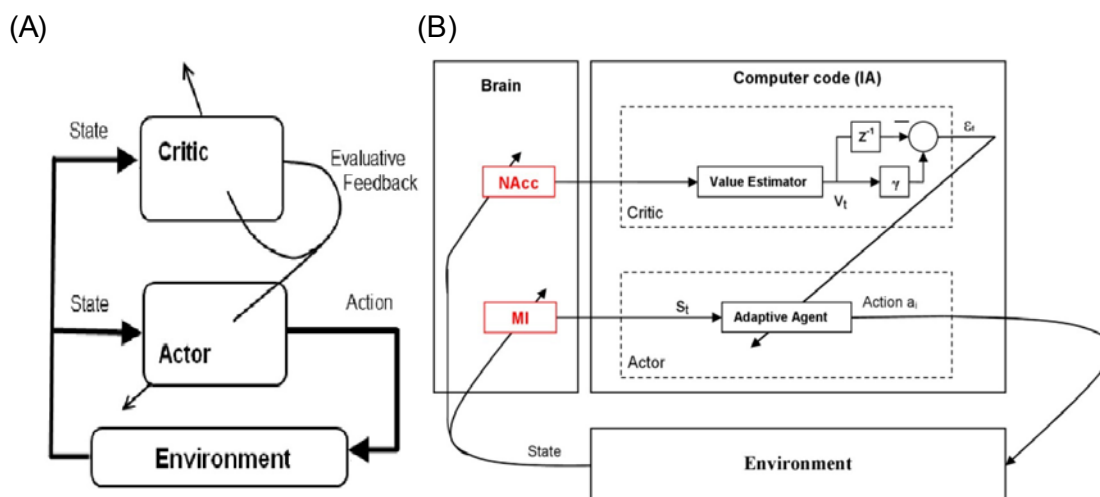 (A)
State
Critic
Evaluative
Feedback
State
Action
Actor
Environment
(B)
Brain
Computer code (IA)
NAcc
Value Estimator
Vt
Z-1
γ
εt
Critic
MI
St
Adaptive Agent
Action ai
Actor
State
Environment